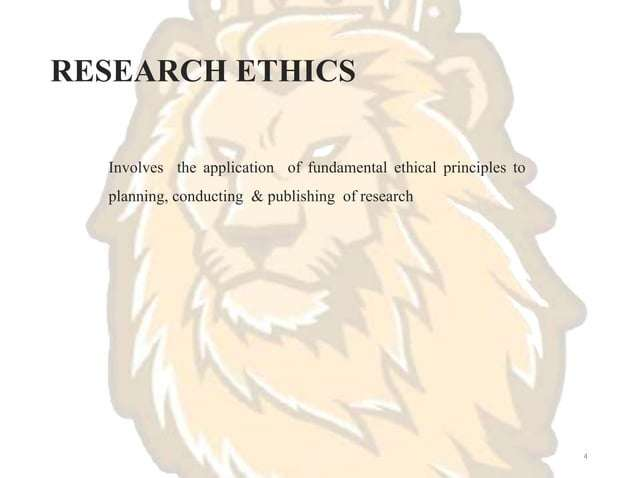 RESEARCH ETHICS
Involves the application of fundamental ethical principles to
planning, conducting & publishing of research
4